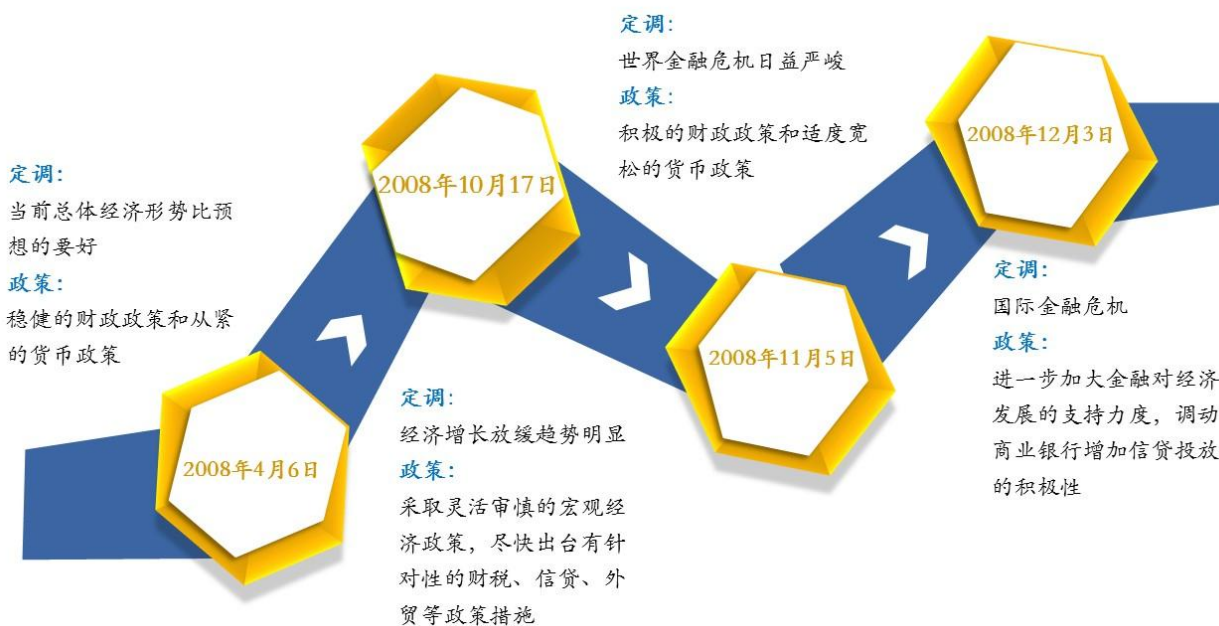 定调：
当前总体经济形势比预
想的要好
政策：
稳健的财政政策和从紧
的货币政策
2008年4月6日
2008年10月17日
定调：
经济增长放缓趋势明显
政策：
采取灵活审慎的宏观经
济政策，尽快出台有针
对性的财税、信贷、外
贸等政策措施
定调：
世界金融危机日益严峻
政策：
积极的财政政策和适度宽
松的货币政策
2008年11月5日
2008年12月3日
定调：
国际金融危机
政策：
进一步加大金融对经济
发展的支持力度，调动
商业银行增加信贷投放
的积极性